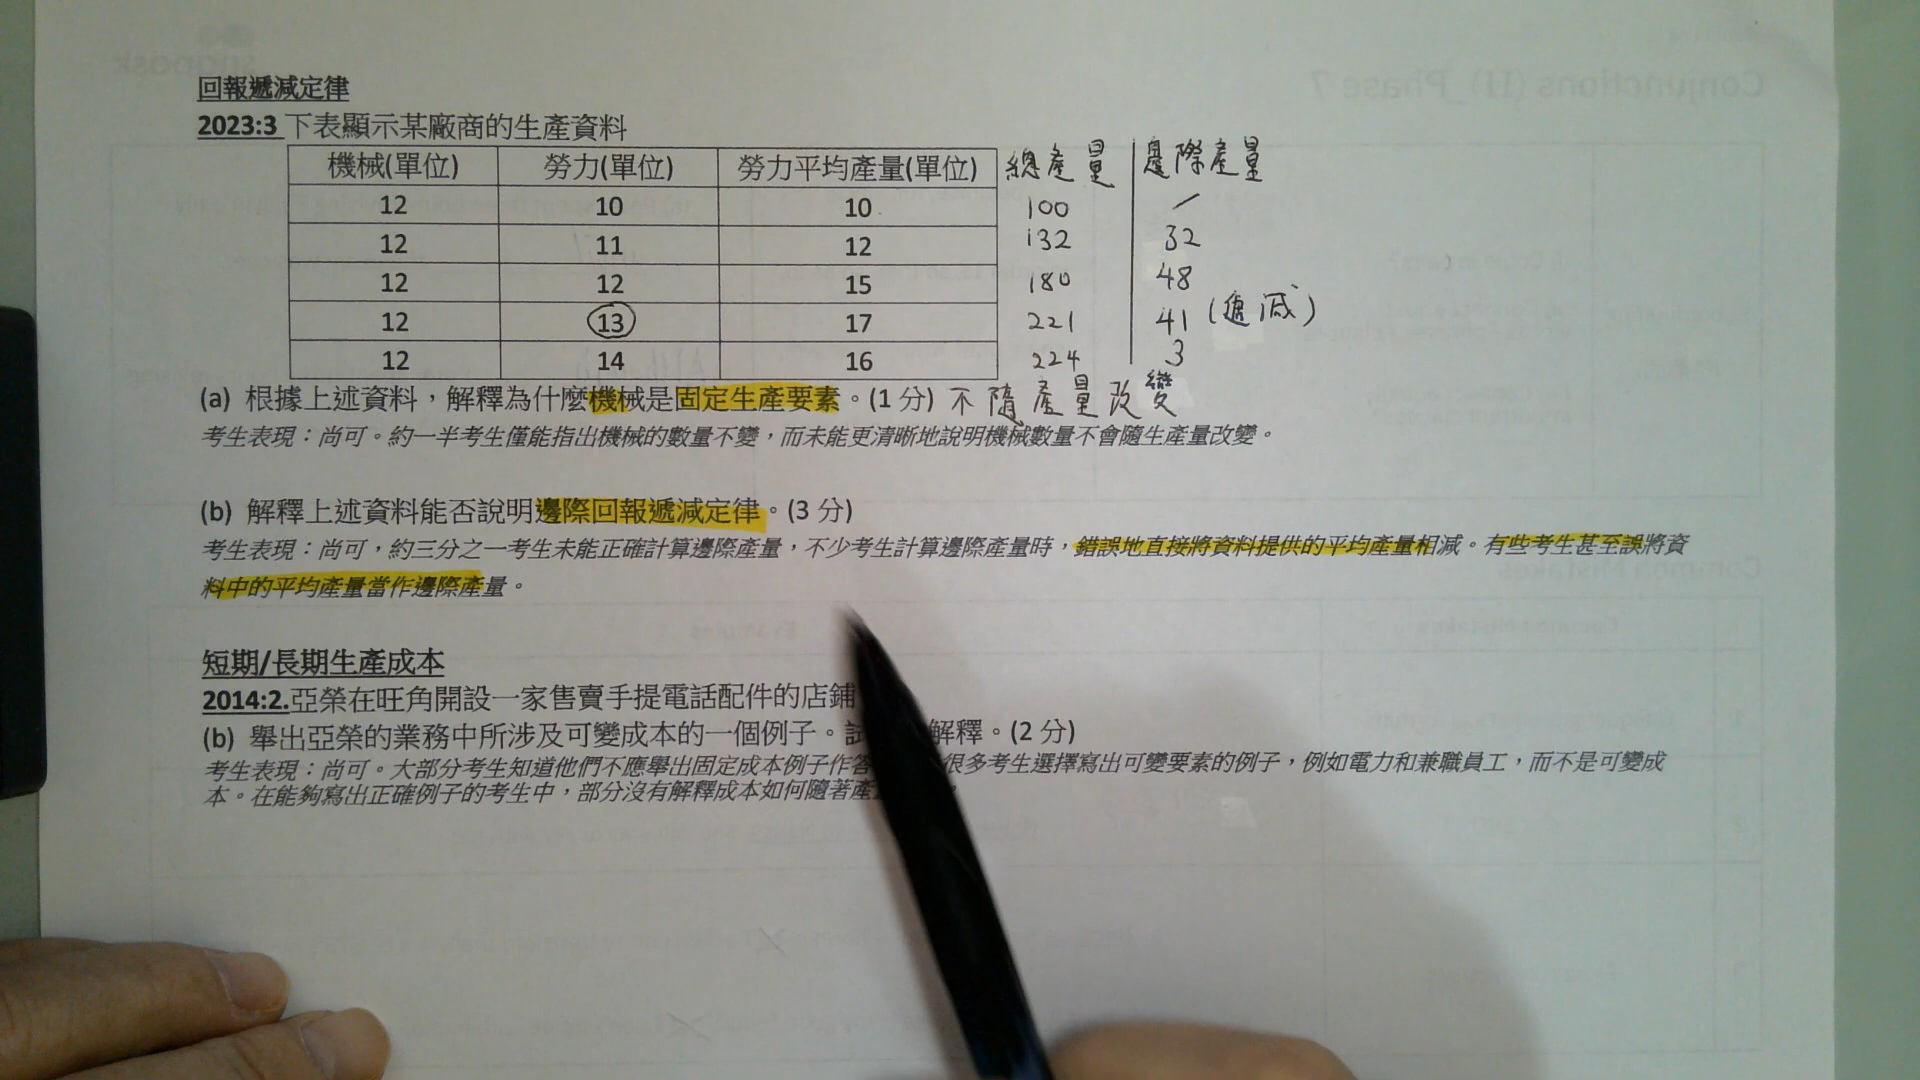 回報遞減定律
2023:3 下表顯示某廠商的生產資料
機械(單位) 勞力(單位) 勞力平均產量(單位) 總產量 邊際產量
12 10 10 100 /
12 11 12 132 32
12 12 15 180 48
12 13 17 221 41 (遞減)
12 14 16 224 3
(a) 根據上述資料，解釋為什麼機械是固定生產要素。(1 分) 不隨產量改變
考生表現：尚可。約一半考生僅能指出機械的數量不變，而未能更清晰地說明機械數量不會隨生產量改變。
(b) 解釋上述資料能否說明邊際回報遞減定律。(3 分)
考生表現：尚可，約三分之一考生未能正確計算邊際產量，不少考生計算邊際產量時，錯誤地直接將資料提供的平均產量相減。有些考生甚至誤將資
料中的平均產量當作邊際產量。
短期/長期生產成本
2014:2.亞榮在旺角開設一家售賣手提電話配件的店鋪
(b) 舉出亞榮的業務中所涉及可變成本的一個例子。試 解釋。(2 分)
考生表現：尚可。大部分考生知道他們不應舉出固定成本例子作答 很多考生選擇寫出可變要素的例子，例如電力和兼職員工，而不是可變成
本。在能夠寫出正確例子的考生中，部分沒有解釋成本如何隨著產
Conjunctions (II)_Phase 7
snapask
Common Mistakes